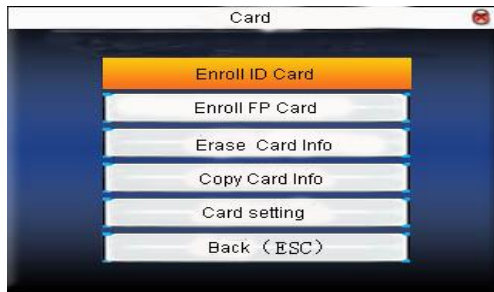 Card
Enroll ID Card
Enroll FP Card
Erase Card Info
Copy Card Info
Card setting
Back （ESC）